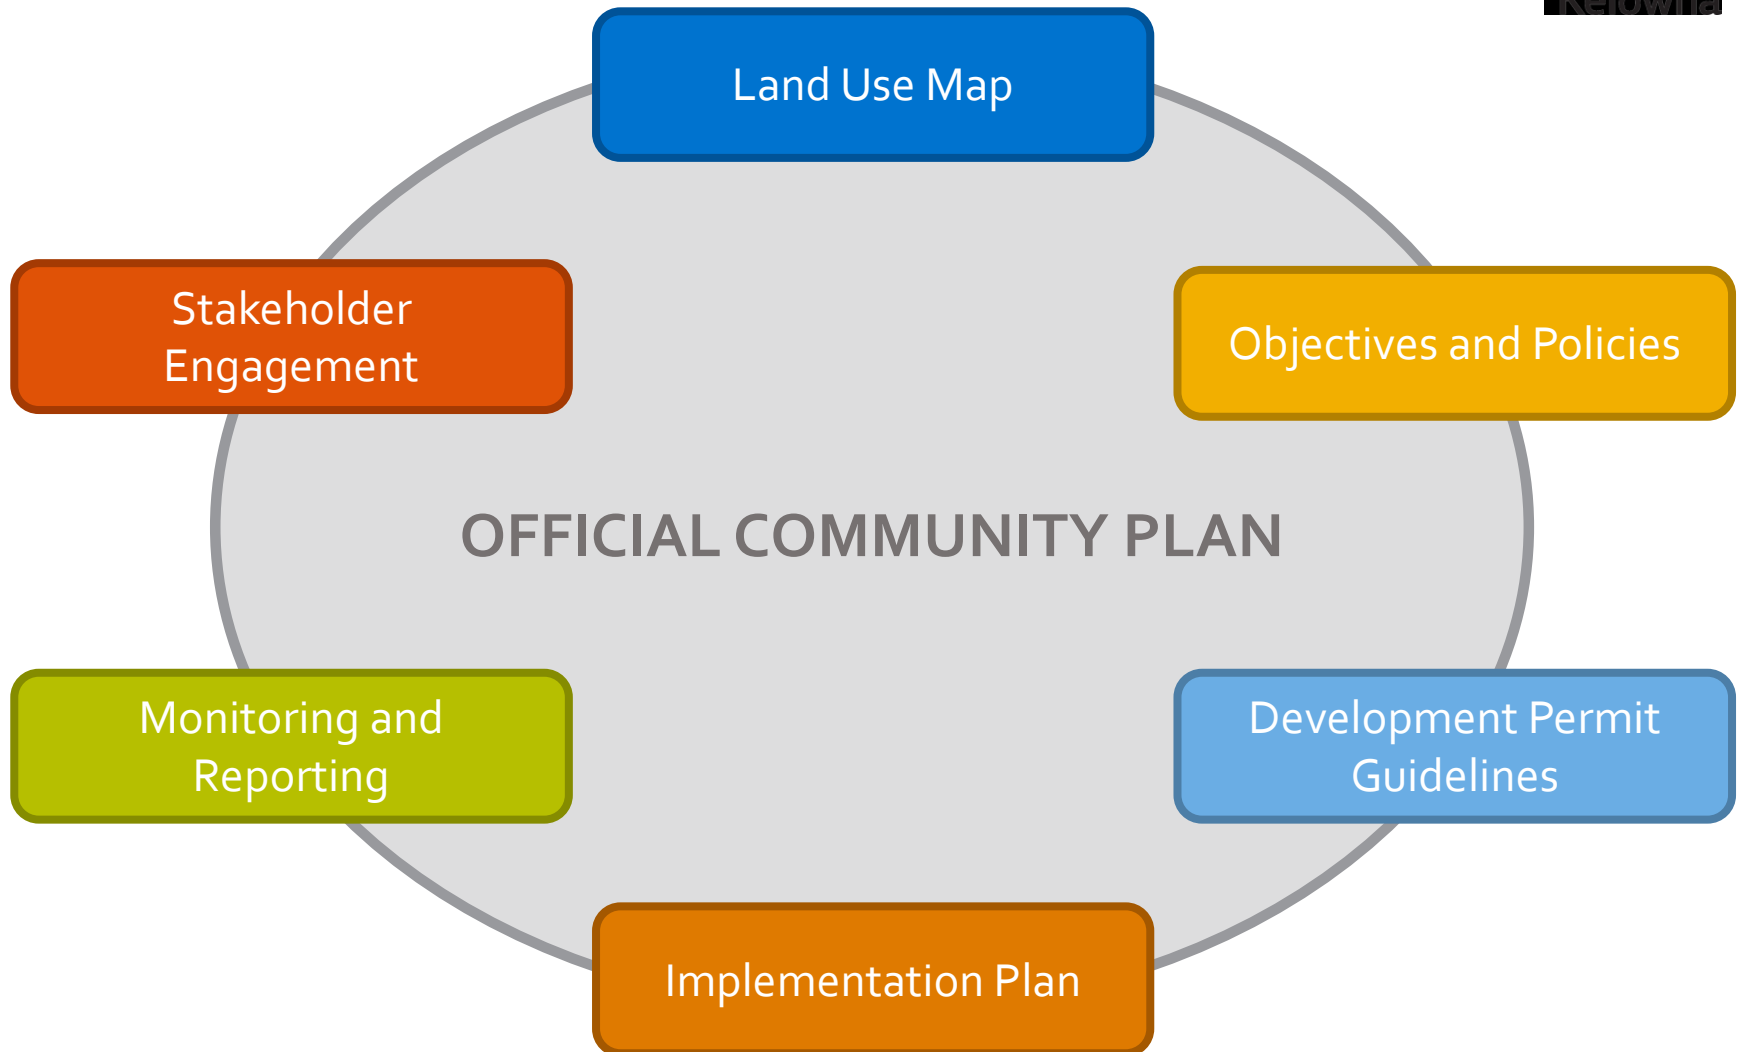 Kelowna
Land Use Map
Stakeholder
Engagement
Objectives and Policies
OFFICIAL COMMUNITY PLAN
Monitoring and
Reporting
Development Permit
Guidelines
Implementation Plan